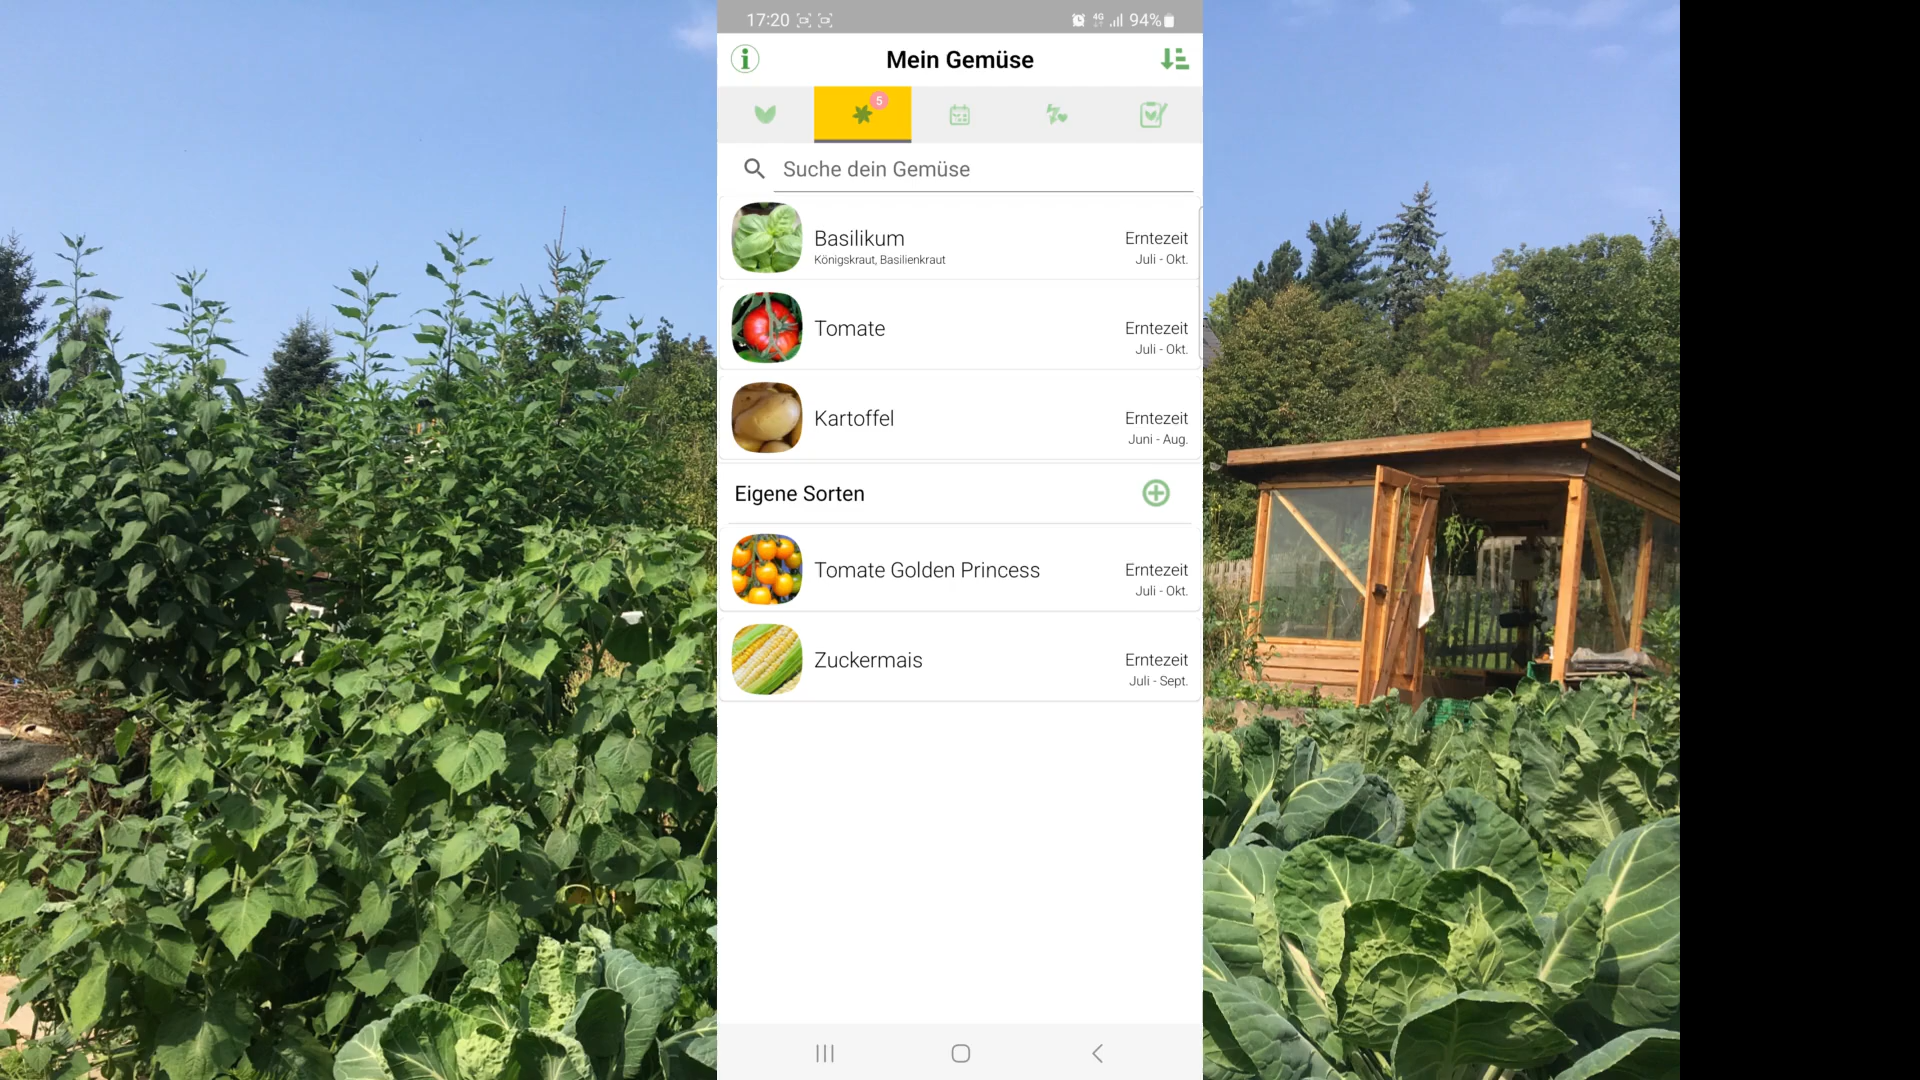 17:20
4G
94%
Mein Gemüse
5
Suche dein Gemüse
Basilikum
Königskraut, Basilienkraut
Erntezeit
Juli - Okt.
Tomate
Erntezeit
Juli - Okt.
Kartoffel
Erntezeit
Juni - Aug.
Eigene Sorten
Tomate Golden Princess
Erntezeit
Juli - Okt.
Zuckermais
Erntezeit
Juli - Sept.